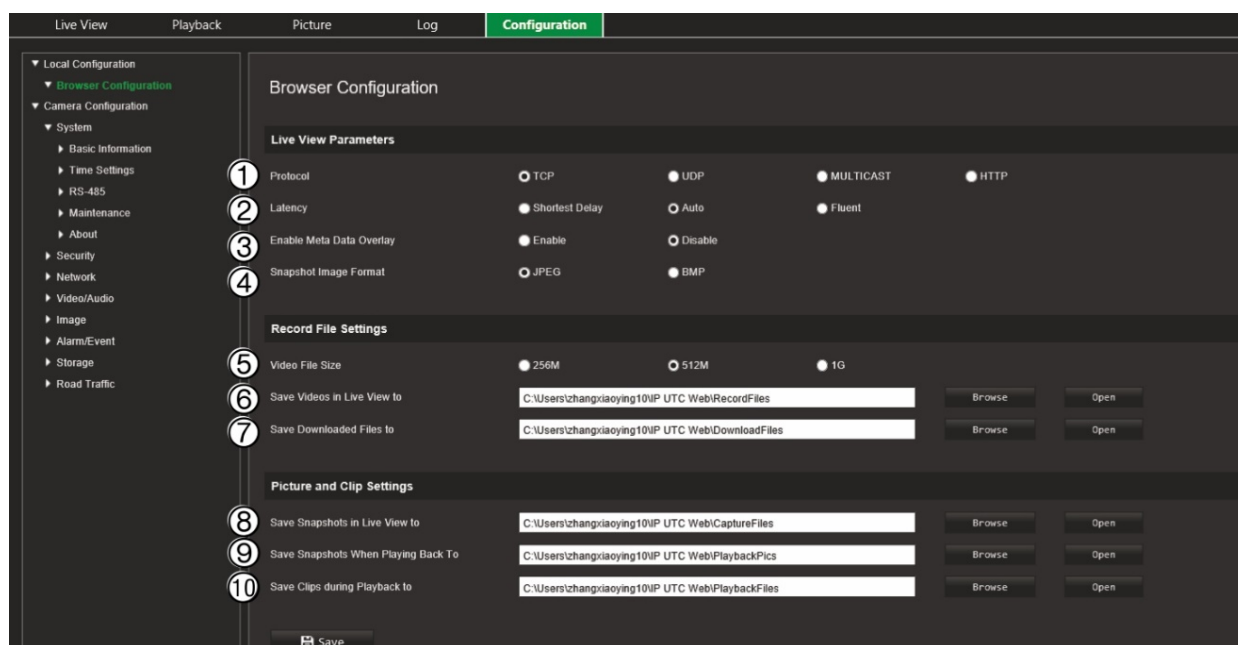 Live View Playback Picture Log Configuration
Local Configuration
Browser Configuration
Camera Configuration
System
Basic Information
Time Settings
RS-485
Maintenance
About
Security
Network
Video/Audio
Image
Alarm/Event
Storage
Road Traffic
Browser Configuration
Live View Parameters
1 Protocol TCP UDP MULTICAST HTTP
2 Latency Shortest Delay Auto Fluent
3 Enable Meta Data Overlay Enable Disable
4 Snapshot Image Format JPEG BMP
Record File Settings
5 Video File Size 256M 512M 1G
6 Save Videos in Live View to C:\Users\zhangxiaoying10\IP UTC Web\RecordFiles Browse Open
7 Save Downloaded Files to C:\Users\zhangxiaoying10\IP UTC Web\DownloadFiles Browse Open
Picture and Clip Settings
8 Save Snapshots in Live View to C:\Users\zhangxiaoying10\IP UTC Web\CaptureFiles Browse Open
9 Save Snapshots When Playing Back To C:\Users\zhangxiaoying10\IP UTC Web\PlaybackPics Browse Open
10 Save Clips during Playback to C:\Users\zhangxiaoying10\IP UTC Web\PlaybackFiles Browse Open
Save